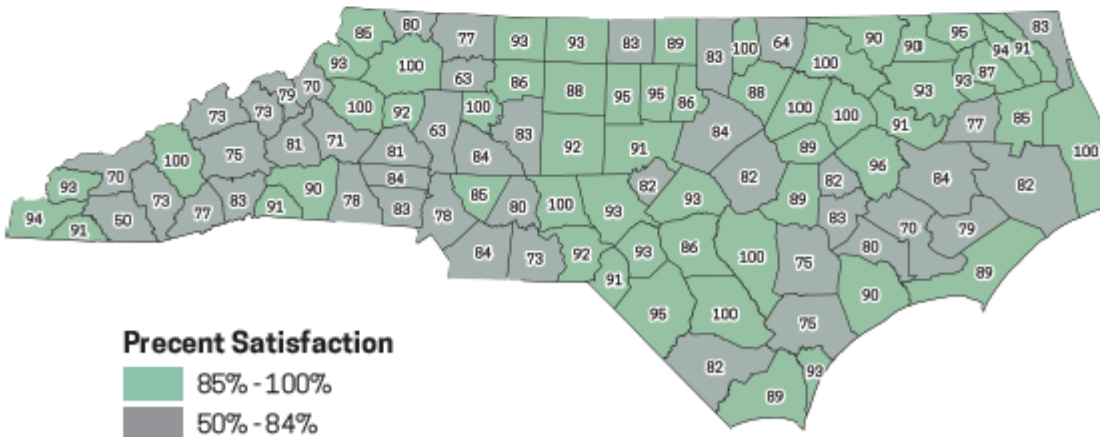 85 80 77 93 93 83 89 83 100 64 90 90 95 94 91 83
93 100 63 86 88 95 95 86 88 100 93 93 87
73 73 79 70 100 92 63 100 83 84 100 100 91 77 85 100
100 75 81 71 81 84 92 91 84 82 89 96 84 82
93 70 73 77 83 91 90 78 84 83 78 85 80 100 93 82 93 89 82 83 70 79
94 91 50 84 73 92 91 93 86 100 75 80 90 89
95 100 75
82 89 93
Precent Satisfaction
85% - 100%
50% - 84%